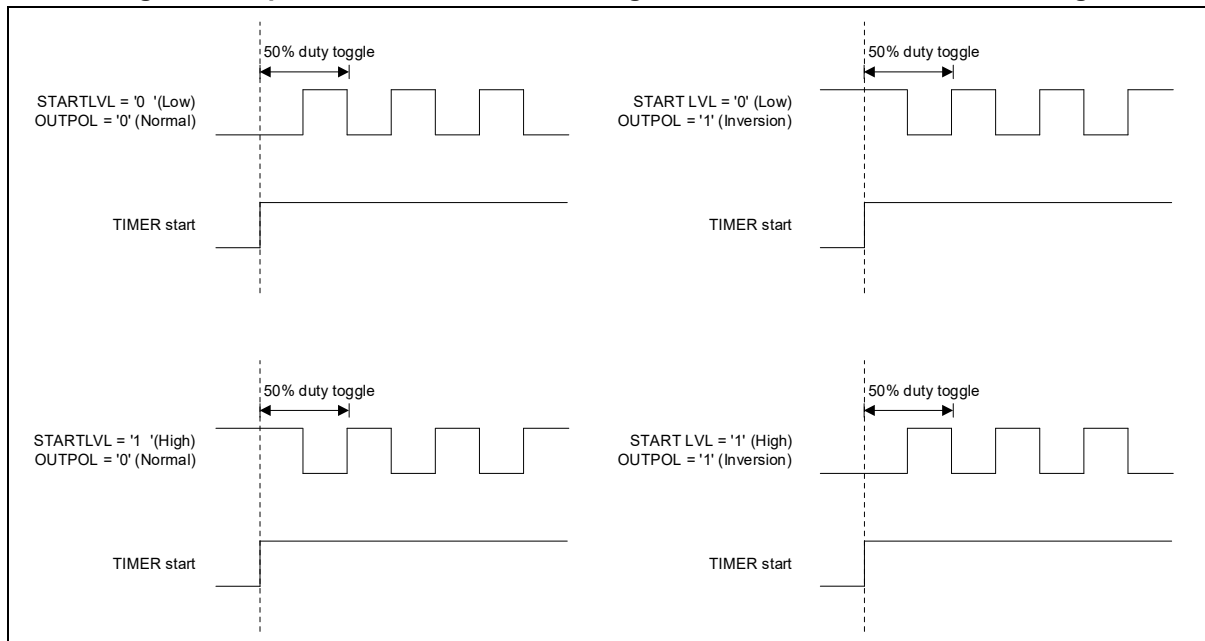 50% duty toggle
STARTLVL = '0 '(Low)
OUTPOL = '0' (Normal)
TIMER start
50% duty toggle
START LVL = '0' (Low)
OUTPOL = '1' (Inversion)
TIMER start
50% duty toggle
STARTLVL = '1 '(High)
OUTPOL = '0' (Normal)
TIMER start
50% duty toggle
START LVL = '1' (High)
OUTPOL = '1' (Inversion)
TIMER start